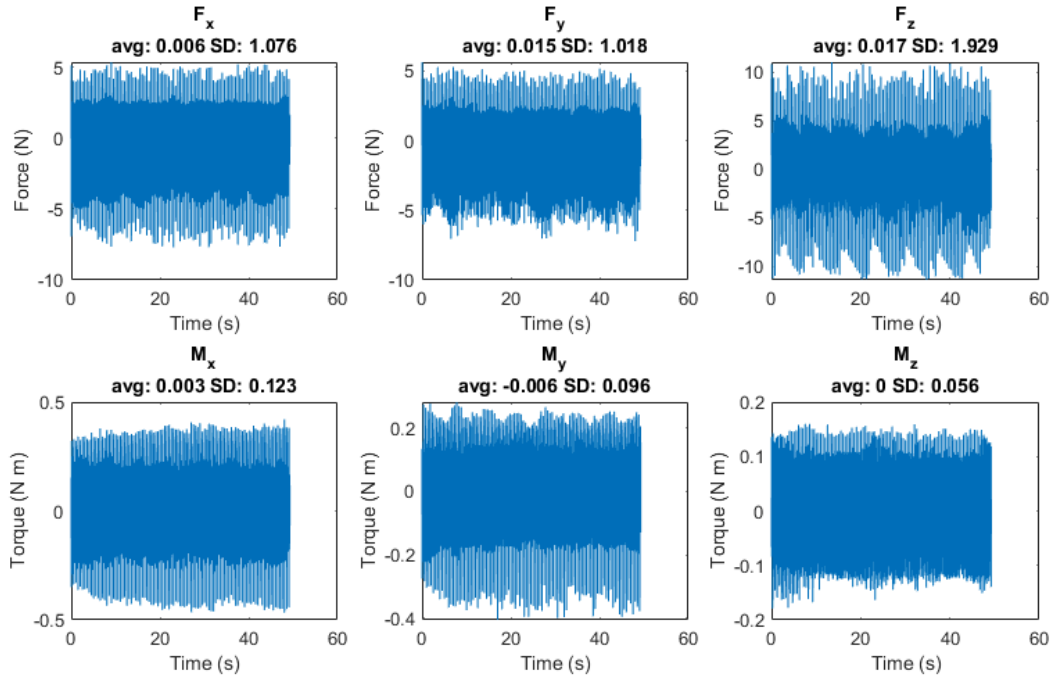 F_x
avg: 0.006 SD: 1.076
5
0
-5
-10
Force (N)
0 20 40 60
Time (s)
F_y
avg: 0.015 SD: 1.018
5
0
-5
-10
Force (N)
0 20 40 60
Time (s)
F_z
avg: 0.017 SD: 1.929
10
5
0
-5
-10
Force (N)
0 20 40 60
Time (s)
M_x
avg: 0.003 SD: 0.123
0.5
0
-0.5
Torque (N m)
0 20 40 60
Time (s)
M_y
avg: -0.006 SD: 0.096
0.2
0
-0.2
-0.4
Torque (N m)
0 20 40 60
Time (s)
M_z
avg: 0 SD: 0.056
0.2
0.1
0
-0.1
-0.2
Torque (N m)
0 20 40 60
Time (s)